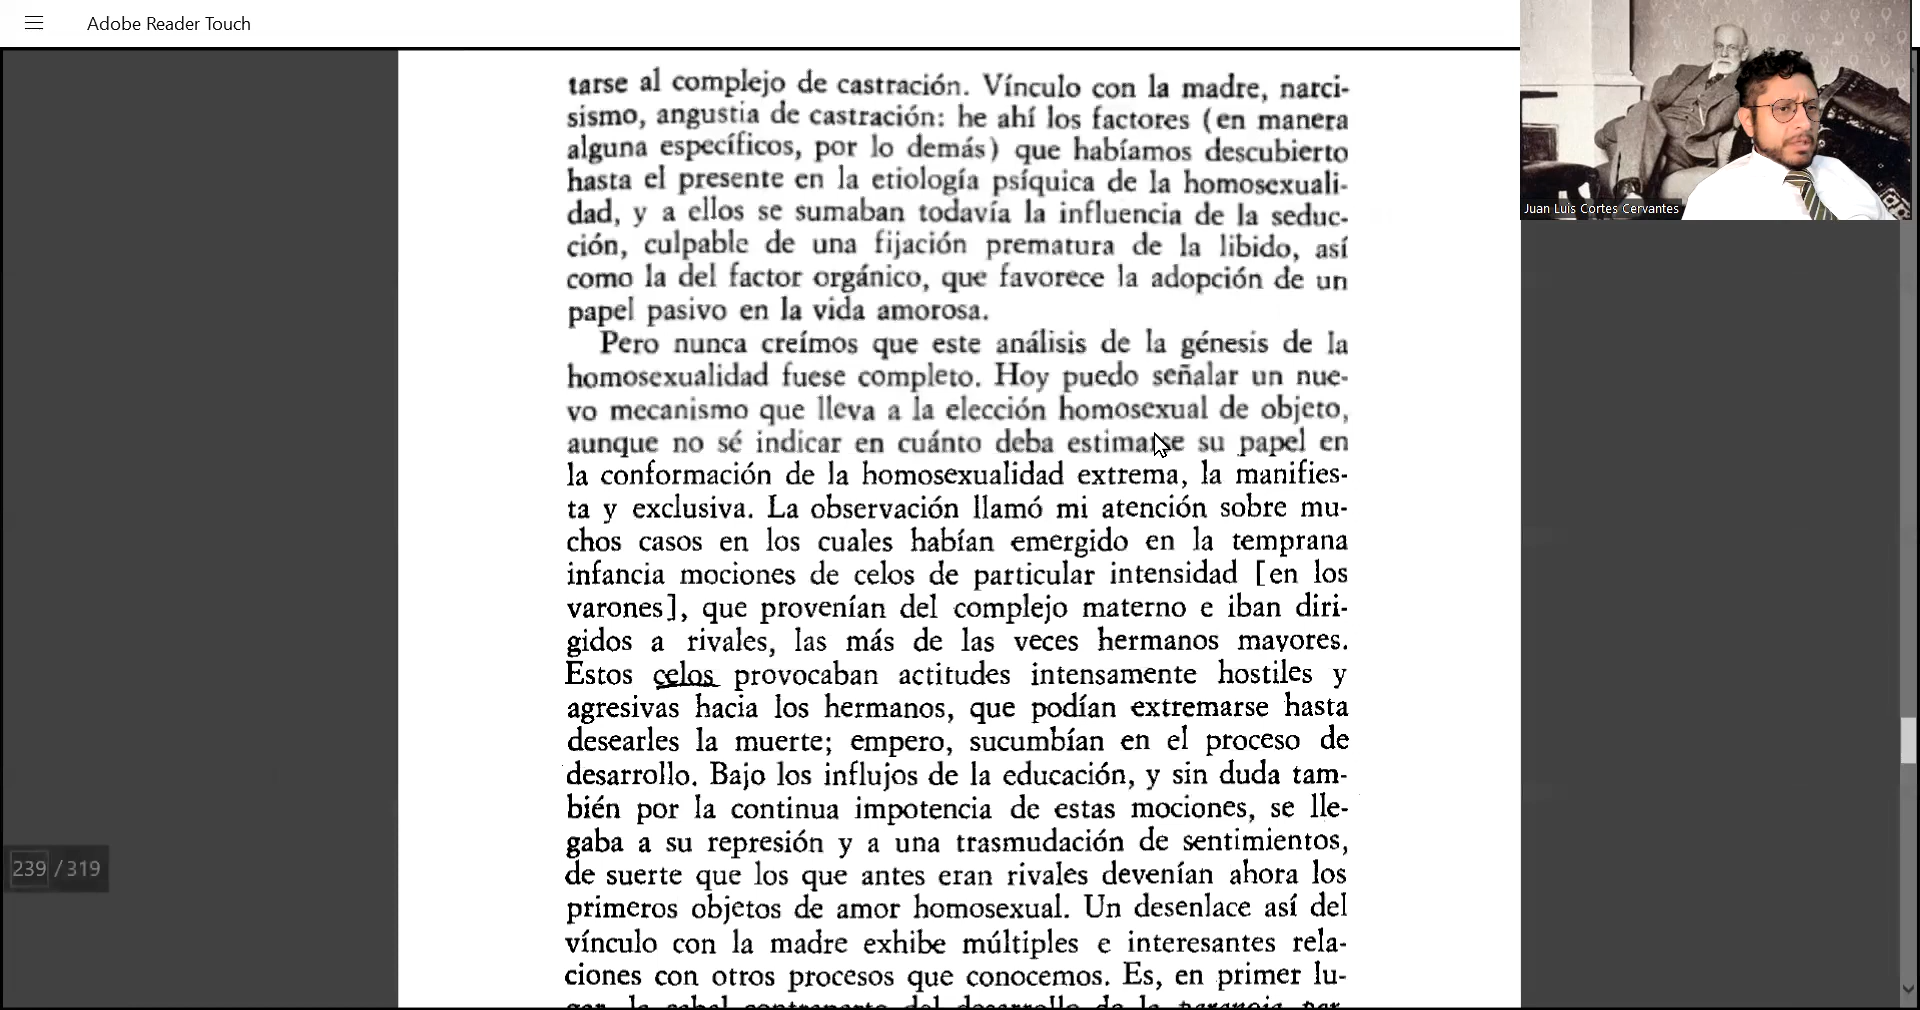 Adobe Reader Touch
tarse al complejo de castración. Vínculo con la madre, narci-
sismo, angustia de castración: he ahí los factores (en manera
alguna específicos, por lo demás) que habíamos descubierto
hasta el presente en la etiología psíquica de la homosexuali-
dad, y a ellos se sumaban todavía la influencia de la seduc-
ción, culpable de una fijación prematura de la libido, así
como la del factor orgánico, que favorece la adopción de un
papel pasivo en la vida amorosa.
Pero nunca creímos que este análisis de la génesis de la
homosexualidad fuese completo. Hoy puedo señalar un nue-
vo mecanismo que lleva a la elección homosexual de objeto,
aunque no sé indicar en cuánto deba estimarse su papel en
la conformación de la homosexualidad extrema, la manifies-
ta y exclusiva. La observación llamó mi atención sobre mu-
chos casos en los cuales habían emergido en la temprana
infancia mociones de celos de particular intensidad [en los
varones], que provenían del complejo materno e iban diri-
gidos a rivales, las más de las veces hermanos mayores.
Estos celos provocaban actitudes intensamente hostiles y
agresivas hacia los hermanos, que podían extremarse hasta
desearles la muerte; empero, sucumbían en el proceso de
desarrollo. Bajo los influjos de la educación, y sin duda tam-
bién por la continua impotencia de estas mociones, se lle-
gaba a su represión y a una trasmudación de sentimientos,
de suerte que los que antes eran rivales devenían ahora los
primeros objetos de amor homosexual. Un desenlace así del
vínculo con la madre exhibe múltiples e interesantes rela-
ciones con otros procesos que conocemos. Es, en primer lu-
gar, la cabal contraparte del desarrollo de la paranoia per-
239 / 319
Juan Luis Cortes Cervantes